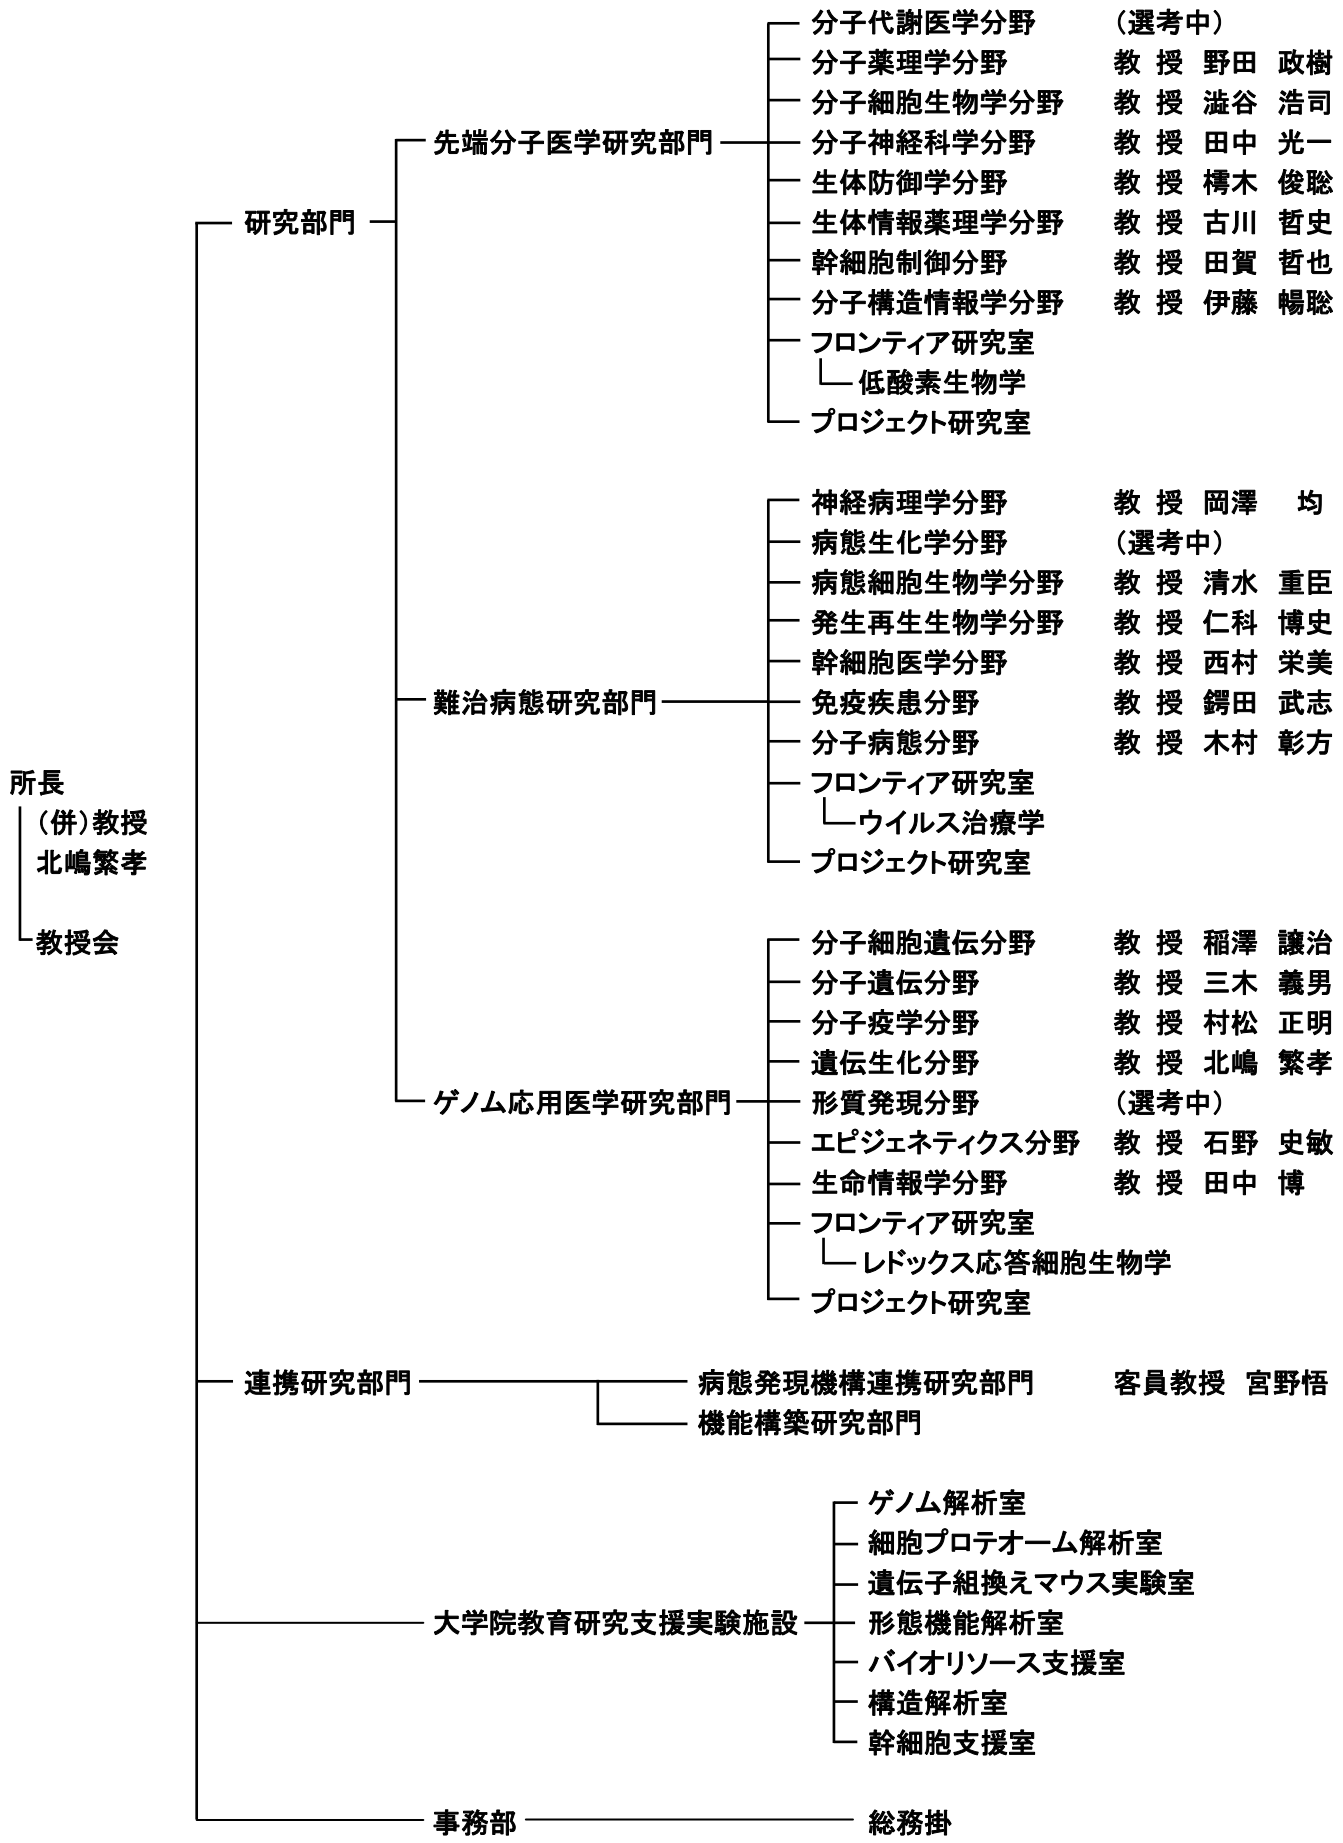 分子代謝医学分野 （選考中）
分子薬理学分野 教 授 野田 政樹
分子細胞生物学分野 教 授 澁谷 浩司
先端分子医学研究部門 分子神経科学分野 教 授 田中 光一
生体防御学分野 教 授 樗木 俊聡
研究部門 生体情報薬理学分野 教 授 古川 哲史
幹細胞制御分野 教 授 田賀 哲也
分子構造情報学分野 教 授 伊藤 暢聡
フロンティア研究室
低酸素生物学
プロジェクト研究室
神経病理学分野 教 授 岡澤 均
病態生化学分野 （選考中）
病態細胞生物学分野 教 授 清水 重臣
発生再生生物学分野 教 授 仁科 博史
幹細胞医学分野 教 授 西村 栄美
難治病態研究部門 免疫疾患分野 教 授 鍔田 武志
分子病態分野 教 授 木村 彰方
所長 フロンティア研究室
（併）教授 ウイルス治療学
北嶋繁孝 プロジェクト研究室
教授会 分子細胞遺伝分野 教 授 稲澤 譲治
分子遺伝分野 教 授 三木 義男
分子疫学分野 教 授 村松 正明
遺伝生化分野 教 授 北嶋 繁孝
ゲノム応用医学研究部門 形質発現分野 （選考中）
エピジェネティクス分野 教 授 石野 史敏
生命情報学分野 教 授 田中 博
フロンティア研究室
レドックス応答細胞生物学
プロジェクト研究室
連携研究部門 病態発現機構連携研究部門 客員教授 宮野悟
機能構築研究部門
ゲノム解析室
細胞プロテオーム解析室
遺伝子組換えマウス実験室
大学院教育研究支援実験施設 形態機能解析室
バイオリソース支援室
構造解析室
幹細胞支援室
事務部 総務掛